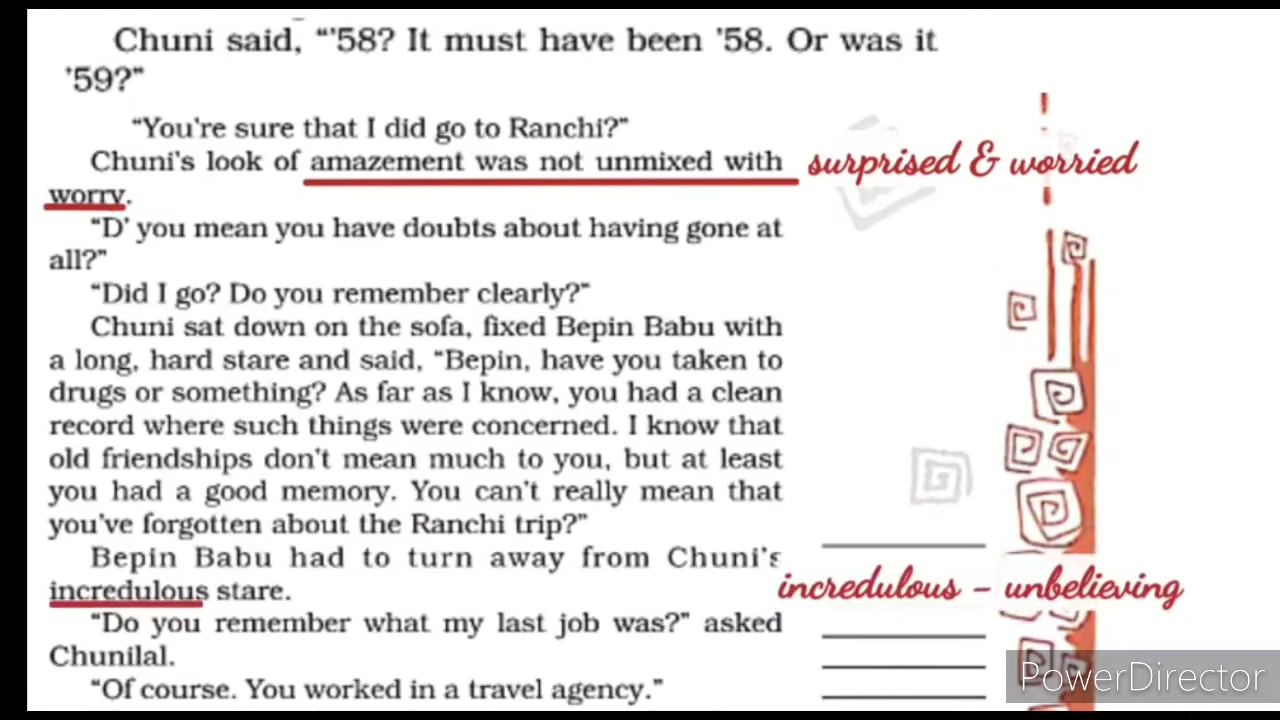 Chuni said, “'58? It must have been '58. Or was it
'59?”
“You're sure that I did go to Ranchi?”
Chuni's look of amazement was not unmixed with
surprised & worried
worry.
“D' you mean you have doubts about having gone at
all?”
“Did I go? Do you remember clearly?”
Chuni sat down on the sofa, fixed Bepin Babu with
a long, hard stare and said, “Bepin, have you taken to
drugs or something? As far as I know, you had a clean
record where such things were concerned. I know that
old friendships don't mean much to you, but at least
you had a good memory. You can't really mean that
you've forgotten about the Ranchi trip?”
Bepin Babu had to turn away from Chuni's
incredulous stare.
incredulous – unbelieving
“Do you remember what my last job was?” asked
Chunilal.
“Of course. You worked in a travel agency.”
PowerDirector